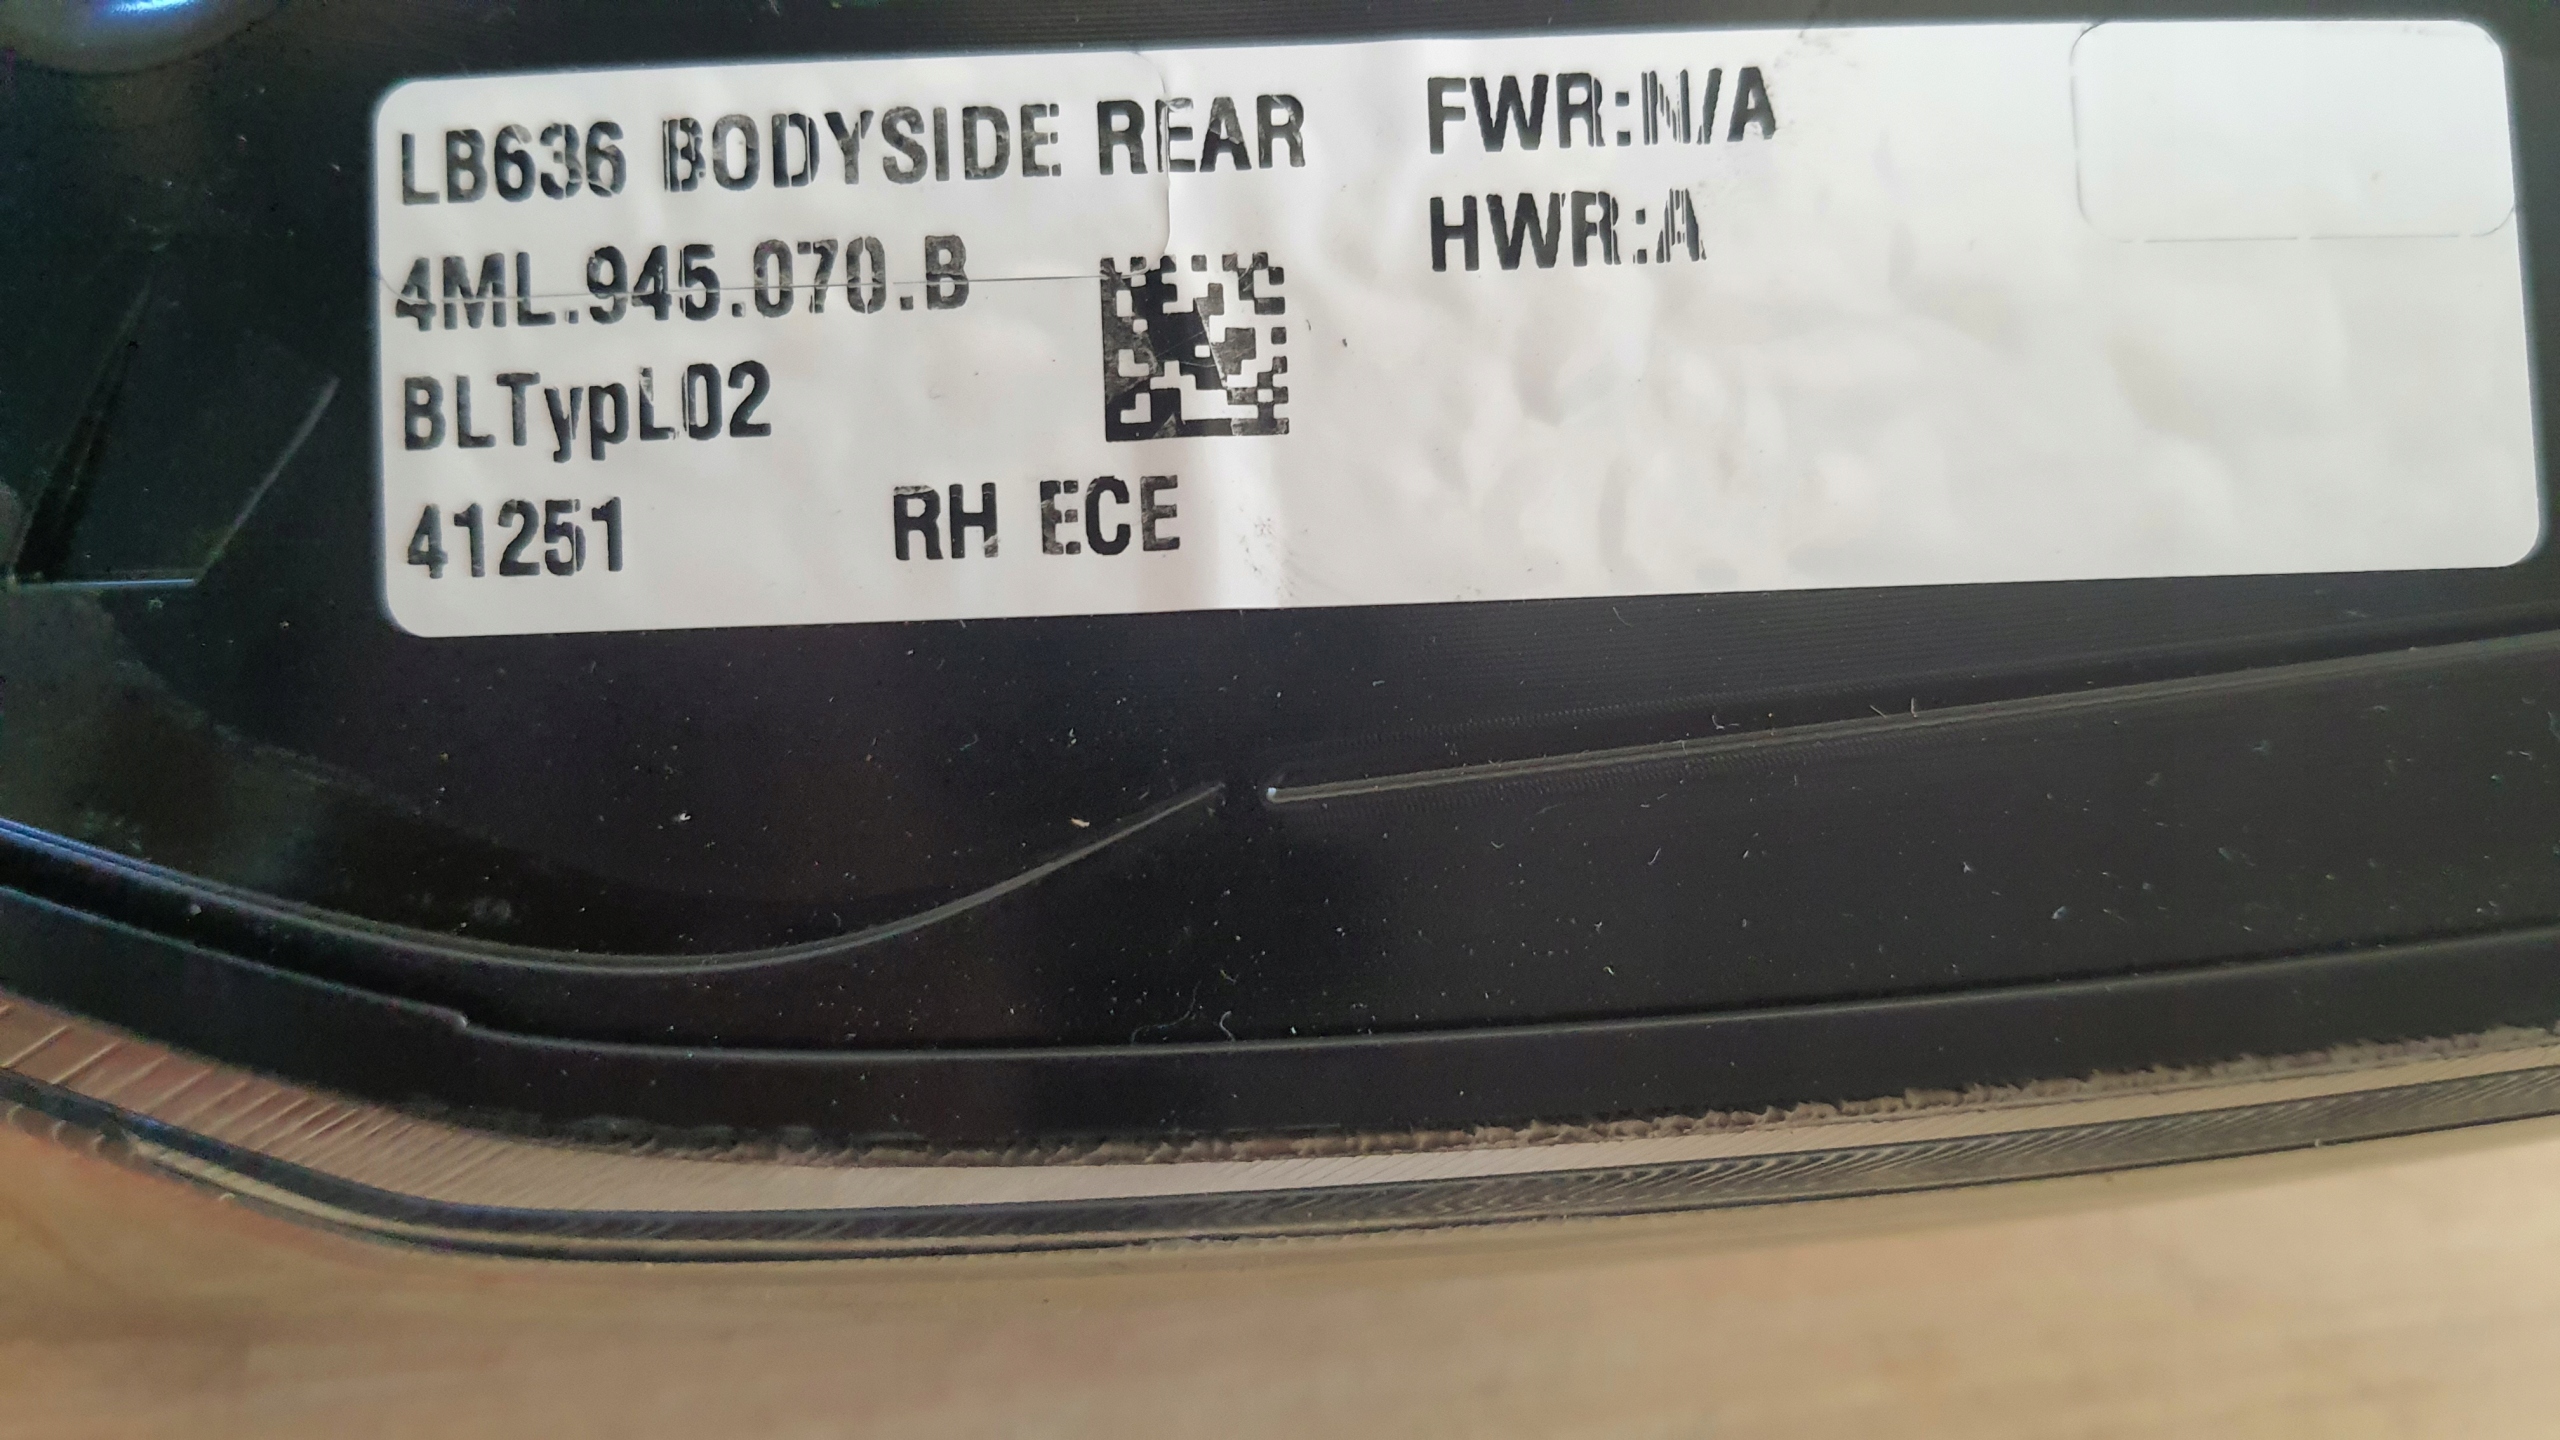 LB636 BODYSIDE REAR
4ML.945.070.B
BLTypL02
41251 RH ECE
FWR:N/A
HWR:A